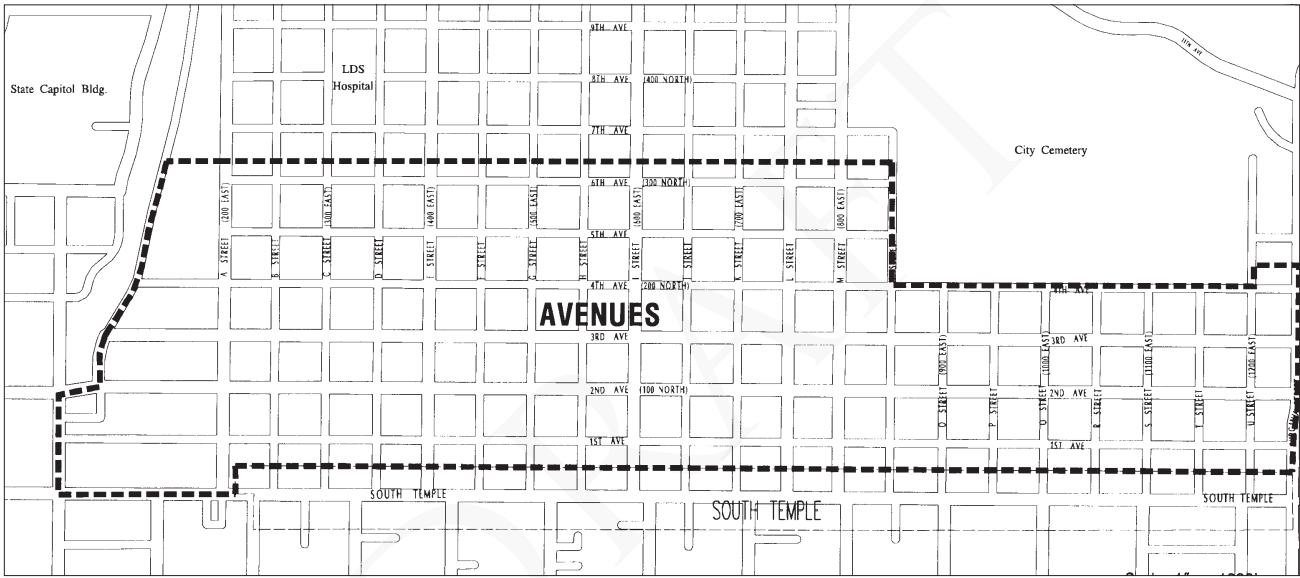 9TH AVE
11TH AVE
LDS
Hospital
State Capitol Bldg.
8TH AVE (400 NORTH)
7TH AVE
City Cemetery
6TH AVE (300 NORTH)
(200 EAST)
(300 EAST)
(400 EAST)
(500 EAST)
(600 EAST)
(700 EAST)
(800 EAST)
5TH AVE
A STREET
B STREET
C STREET
D STREET
STREET
STREET
G STREET
H STREET
I STREET
STREET
K STREET
L STREET
M STREET
4TH AVE (200 NORTH)
4TH AVE
AVENUES
3RD AVE
3RD AVE
(900 EAST)
(1000 EAST)
(1100 EAST)
(1200 EAST)
2ND AVE (100 NORTH)
2ND AVE
O STREET
P STREET
Q STREET
R STREET
S STREET
T STREET
U STREET
1ST AVE
1ST AVE
SOUTH TEMPLE
SOUTH TEMPLE
SOUTH TEMPLE
DRAFT